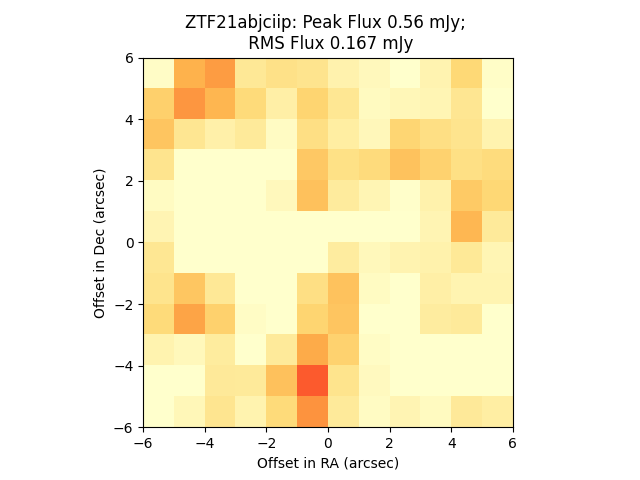 ZTF21abjciip: Peak Flux 0.56 mJy;
RMS Flux 0.167 mJy
6
4
2
0
−2
−4
−6
Offset in Dec (arcsec)
−6 −4 −2 0 2 4 6
Offset in RA (arcsec)